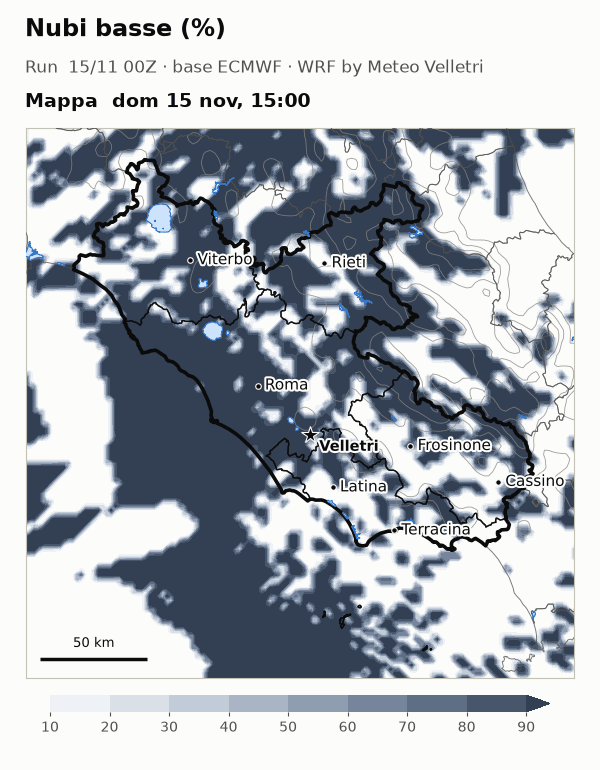 Nubi basse (%)
Run  15/11 00Z · base ECMWF · WRF by Meteo Velletri
Mappa  dom 15 nov, 15:00
Viterbo
Rieti
Roma
Velletri
Frosinone
Latina
Cassino
Terracina
50 km
10 20 30 40 50 60 70 80 90